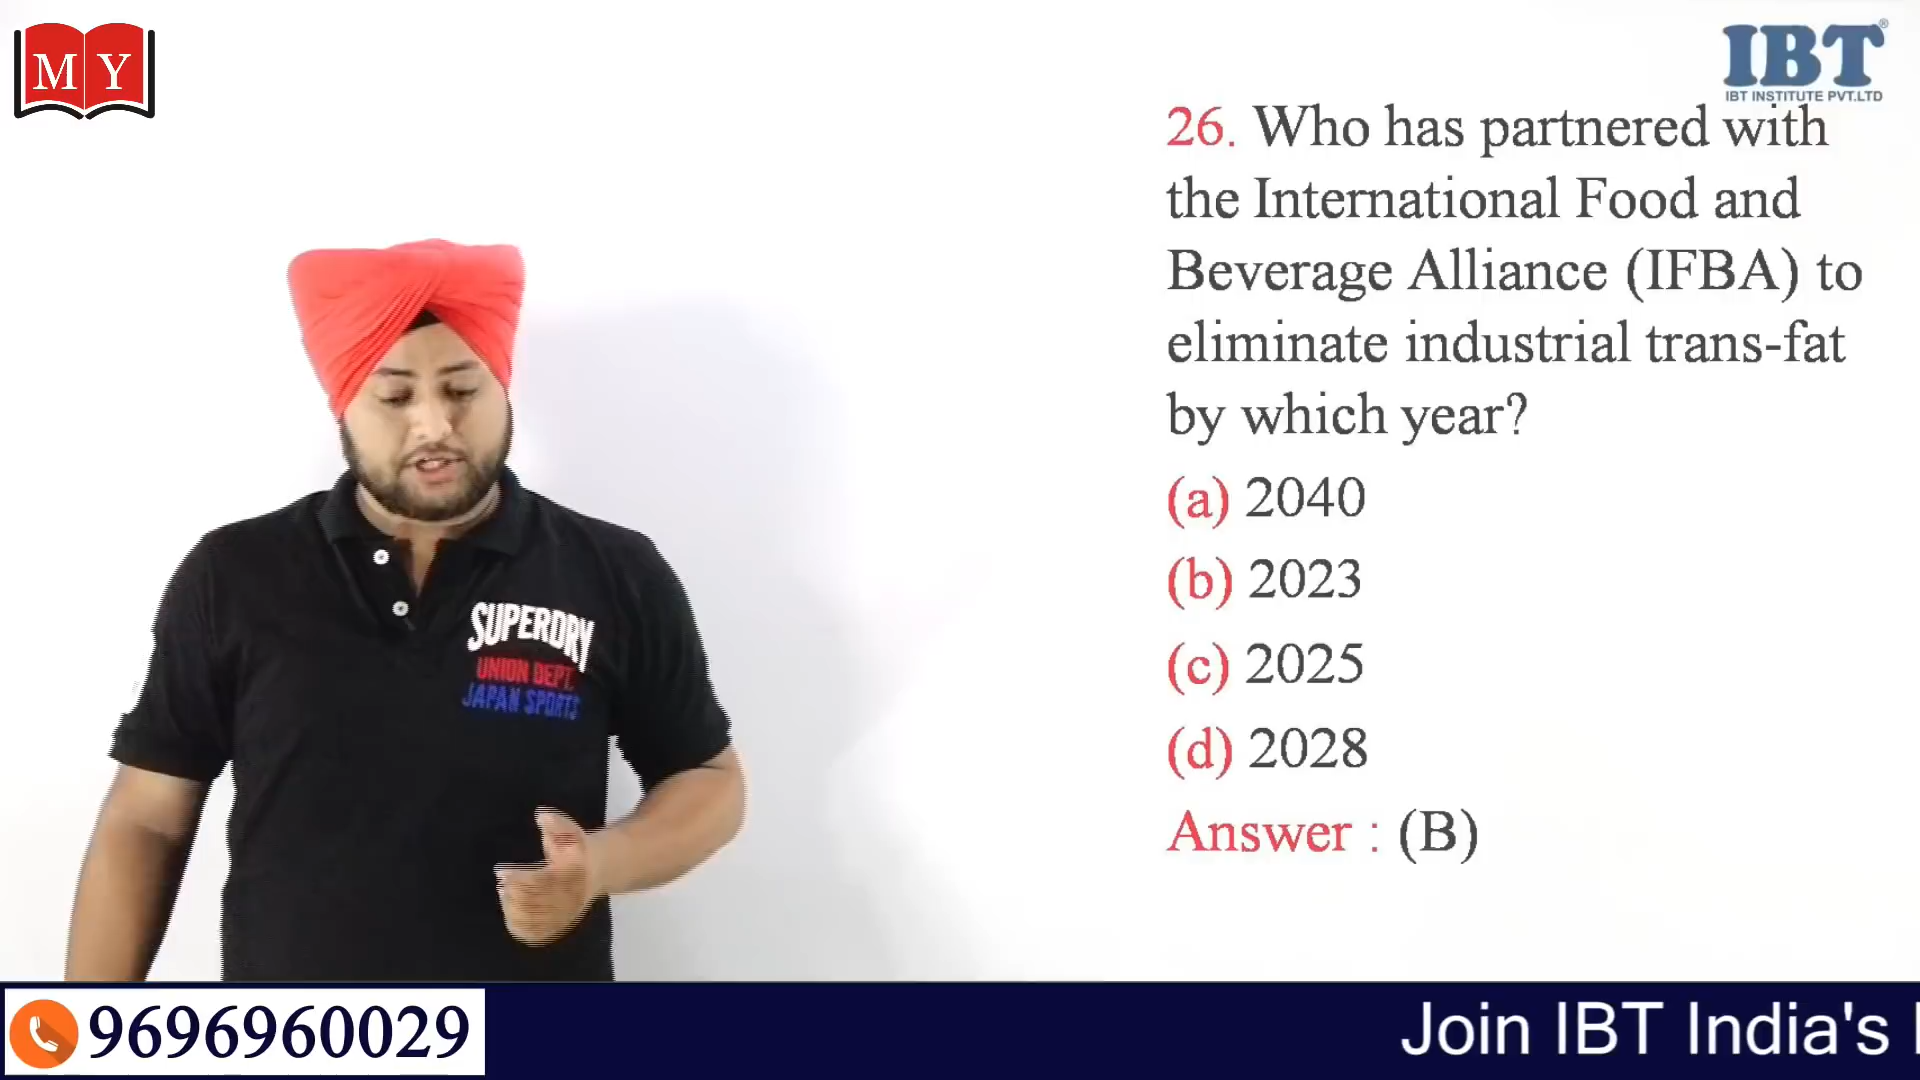 M Y
IBT
®
IBT INSTITUTE PVT.LTD
26. Who has partnered with
the International Food and
Beverage Alliance (IFBA) to
eliminate industrial trans-fat
by which year?
(a) 2040
(b) 2023
(c) 2025
(d) 2028
Answer : (B)
SUPERDRY
UNION DEPT.
JAPAN SPORTS
9696960029
Join IBT India's